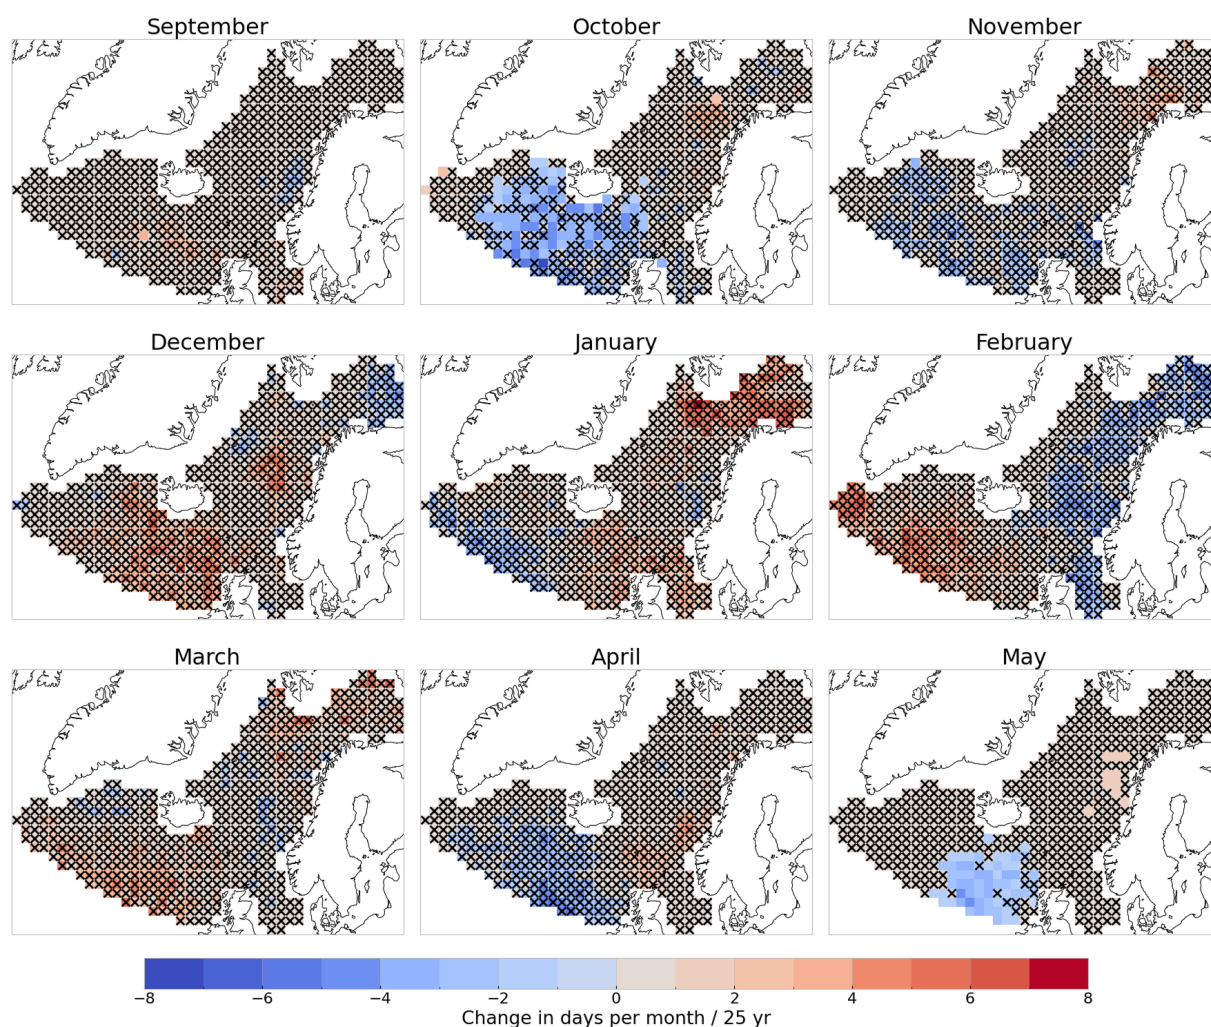 September
October
November
December
January
February
March
April
May
−8
−6
−4
−2
0
2
4
6
8
Change in days per month / 25 yr